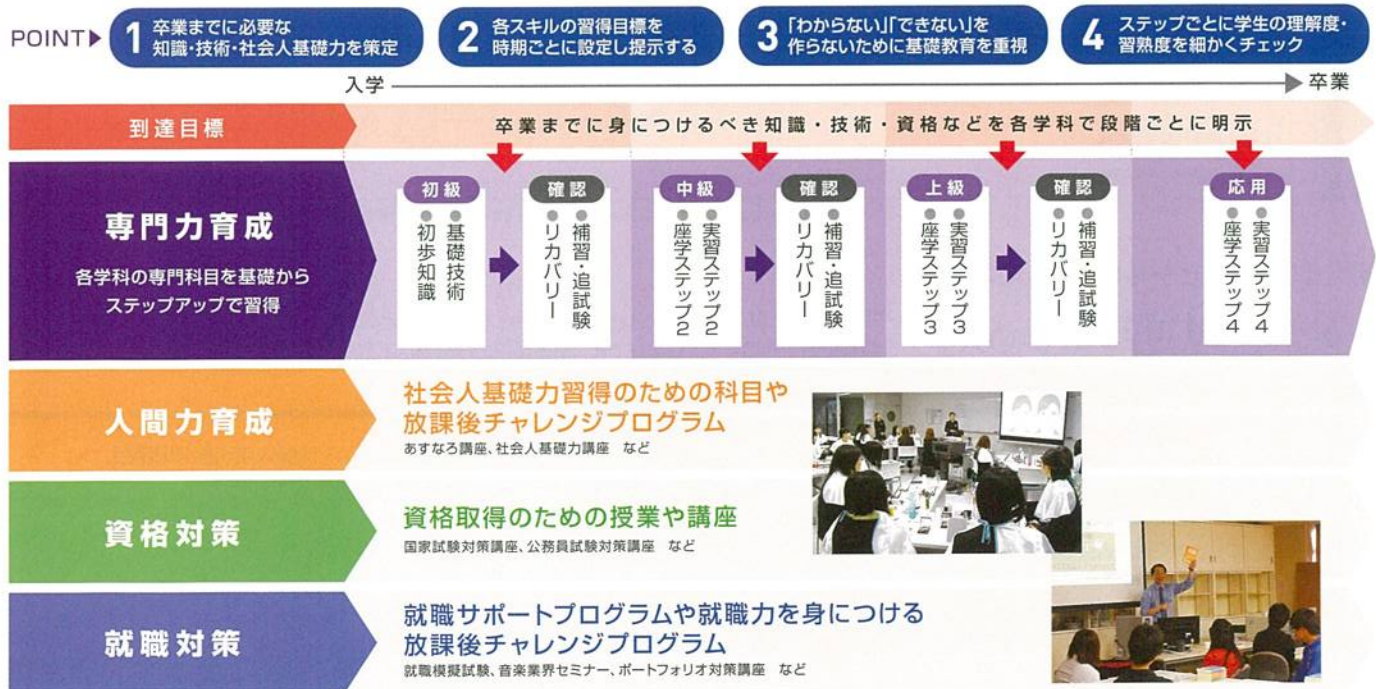 POINT▶
1 卒業までに必要な
知識・技術・社会人基礎力を策定
2 各スキルの習得目標を
時期ごとに設定し提示する
3 「わからない」「できない」を
作らないために基礎教育を重視
4 ステップごとに学生の理解度・
習熟度を細かくチェック
入学
卒業
到達目標
卒業までに身につけるべき知識・技術・資格などを各学科で段階ごとに明示
専門力育成
各学科の専門科目を基礎から
ステップアップで習得
初級
●基礎技術
●初歩知識
確認
●補習・追試験
●リカバリー
中級
●実習ステップ2
●座学ステップ2
確認
●補習・追試験
●リカバリー
上級
●実習ステップ3
●座学ステップ3
確認
●補習・追試験
●リカバリー
応用
●実習ステップ4
●座学ステップ4
人間力育成
社会人基礎力習得のための科目や
放課後チャレンジプログラム
あすなろ講座、社会人基礎力講座 など
資格対策
資格取得のための授業や講座
国家試験対策講座、公務員試験対策講座 など
就職対策
就職サポートプログラムや就職力を身につける
放課後チャレンジプログラム
就職模擬試験、音楽業界セミナー、ポートフォリオ対策講座 など